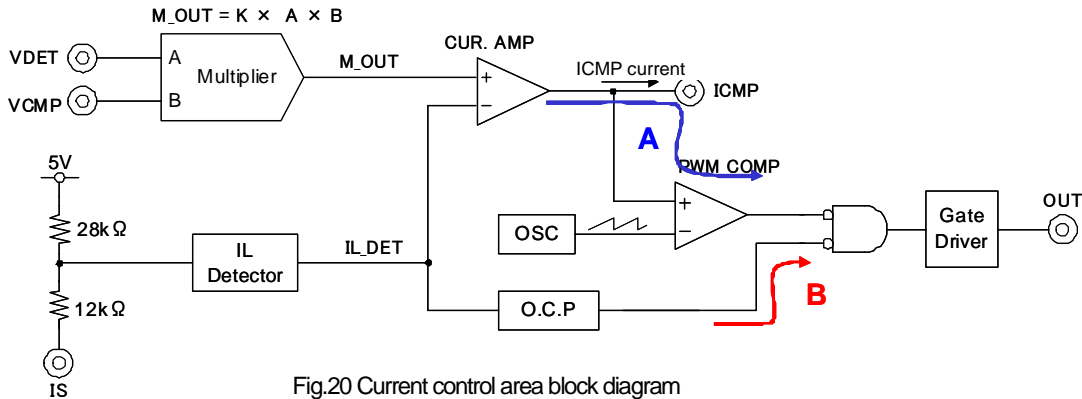 M_OUT = K × A × B
VDET
A
Multiplier
M_OUT
VCMP
B
CUR. AMP
+
−
ICMP current
ICMP
A
PWM COMP
5V
28kΩ
IL
Detector
IL_DET
12kΩ
IS
OSC
+
−
O.C.P
B
Gate
Driver
OUT
Fig.20 Current control area block diagram